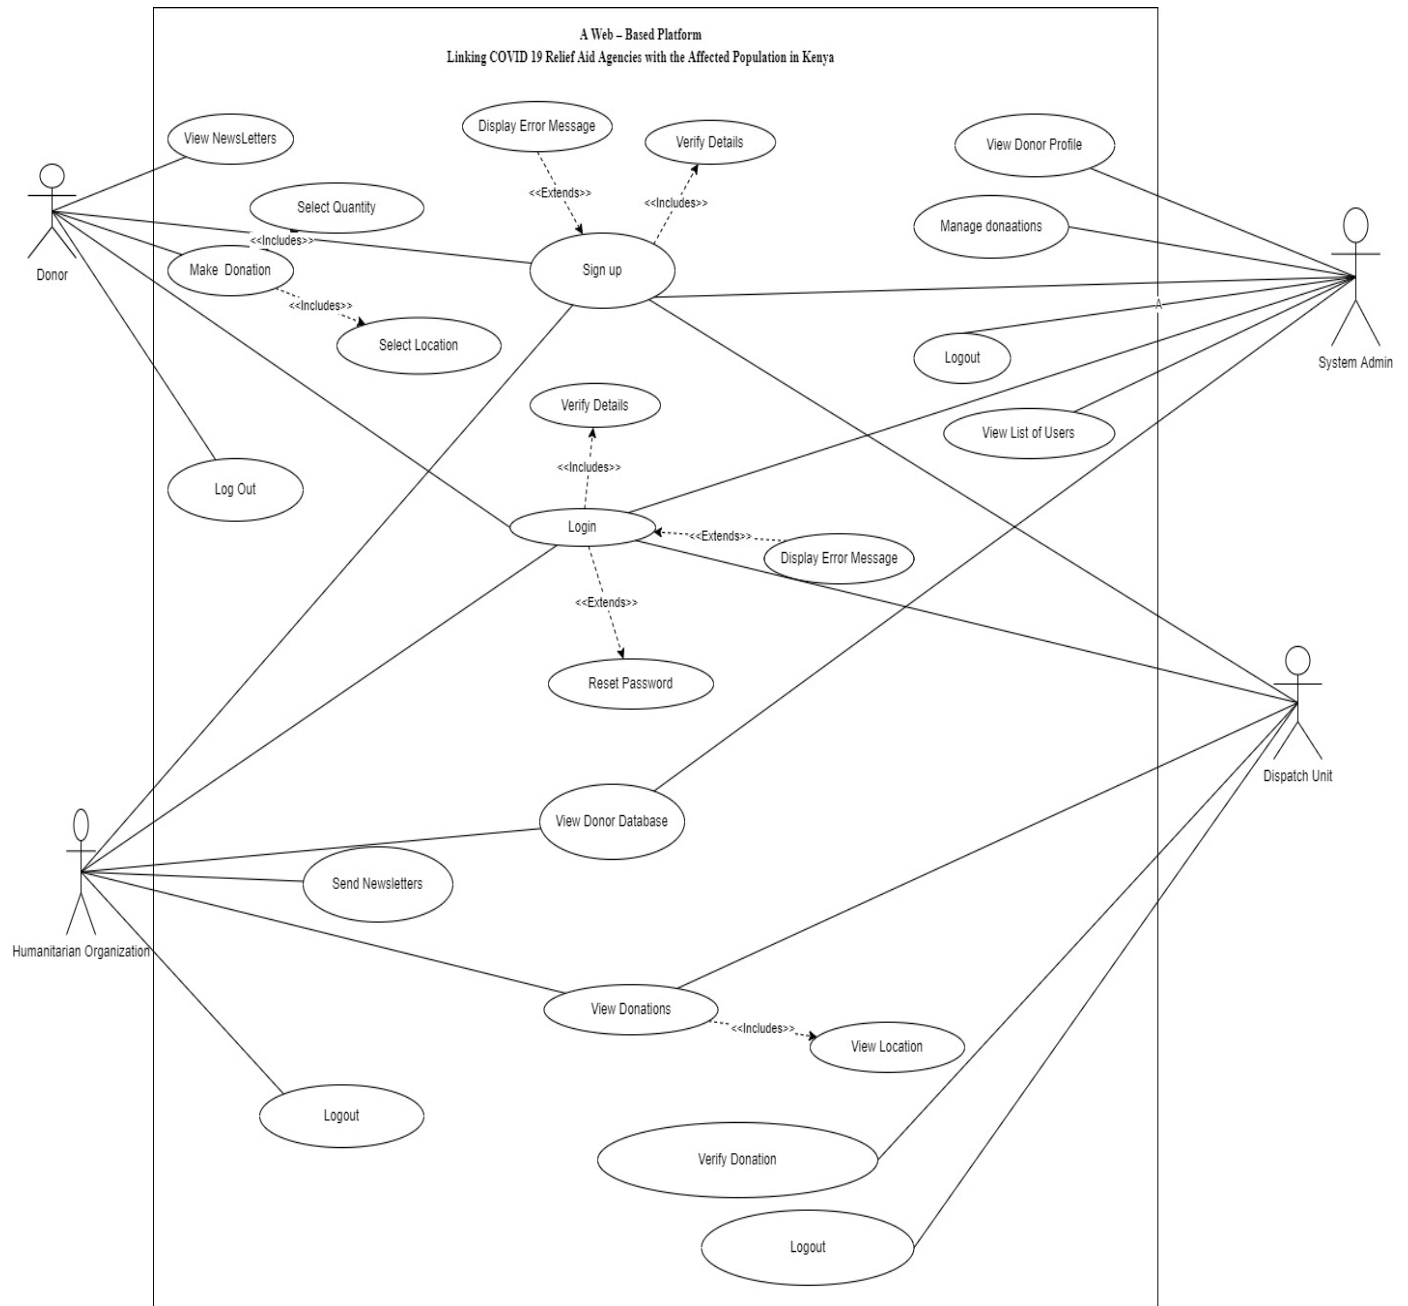 A Web – Based Platform
Linking COVID 19 Relief Aid Agencies with the Affected Population in Kenya
View NewsLetters
Display Error Message
Verify Details
View Donor Profile
<<Extends>>
<<Includes>>
Select Quantity
Manage donaations
<<Includes>>
Donor
Make Donation
Sign up
<<Includes>>
A
Select Location
Logout
System Admin
Verify Details
View List of Users
<<Includes>>
Log Out
Login
<<Extends>>
Display Error Message
<<Extends>>
Reset Password
Dispatch Unit
View Donor Database
Send Newsletters
Humanitarian Organization
View Donations
<<Includes>>
View Location
Logout
Verify Donation
Logout